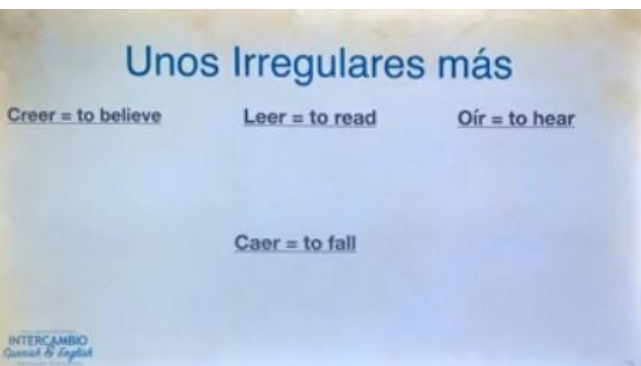 Unos Irregulares más
Creer = to believe
Leer = to read
Oír = to hear
Caer = to fall
INTERCAMBIO
Spanish & English